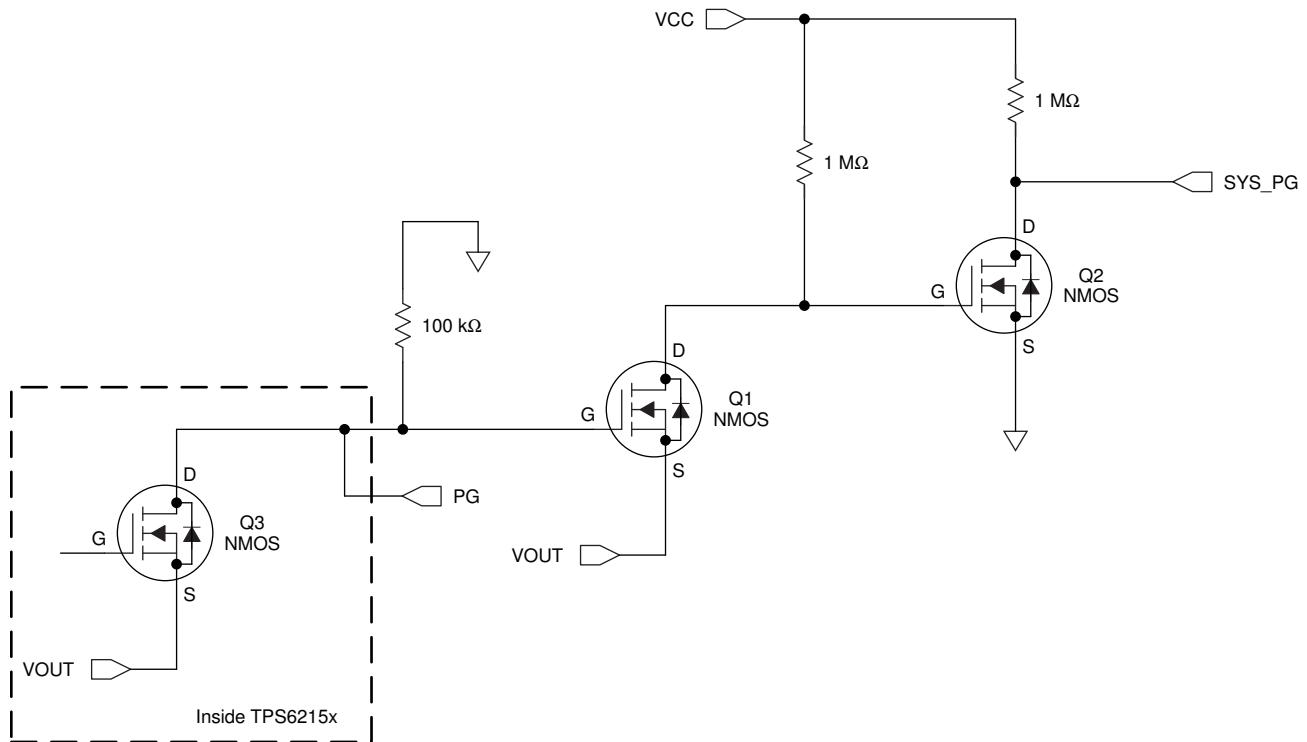 VCC
1 MΩ
1 MΩ
SYS_PG
D
G
Q2
NMOS
S
100 kΩ
D
G
Q1
NMOS
S
D
G
Q3
NMOS
S
PG
VOUT
VOUT
Inside TPS6215x